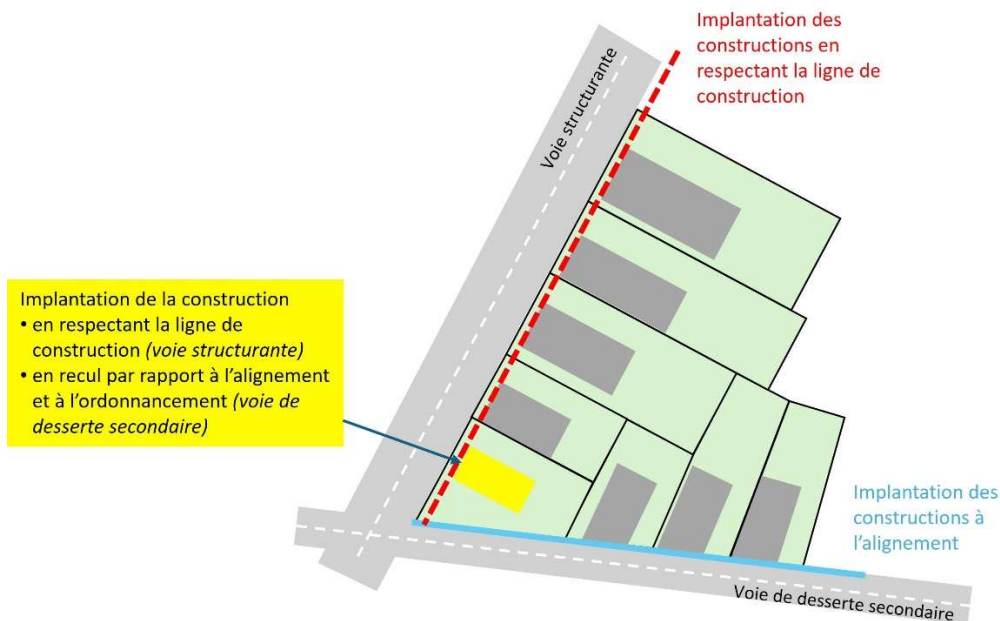 Implantation des
constructions en
respectant la ligne de
construction
Voie structurante
Implantation de la construction
• en respectant la ligne de
construction (voie structurante)
• en recul par rapport à l’alignement
et à l’ordonnancement (voie de
desserte secondaire)
Implantation des
constructions à
l’alignement
Voie de desserte secondaire